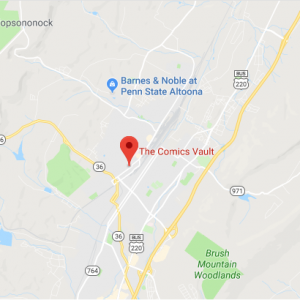 opsononock
Barnes & Noble at
Penn State Altoona
BUS
220
The Comics Vault
36
36
971
BUS
220
764
Brush
Mountain
Woodlands